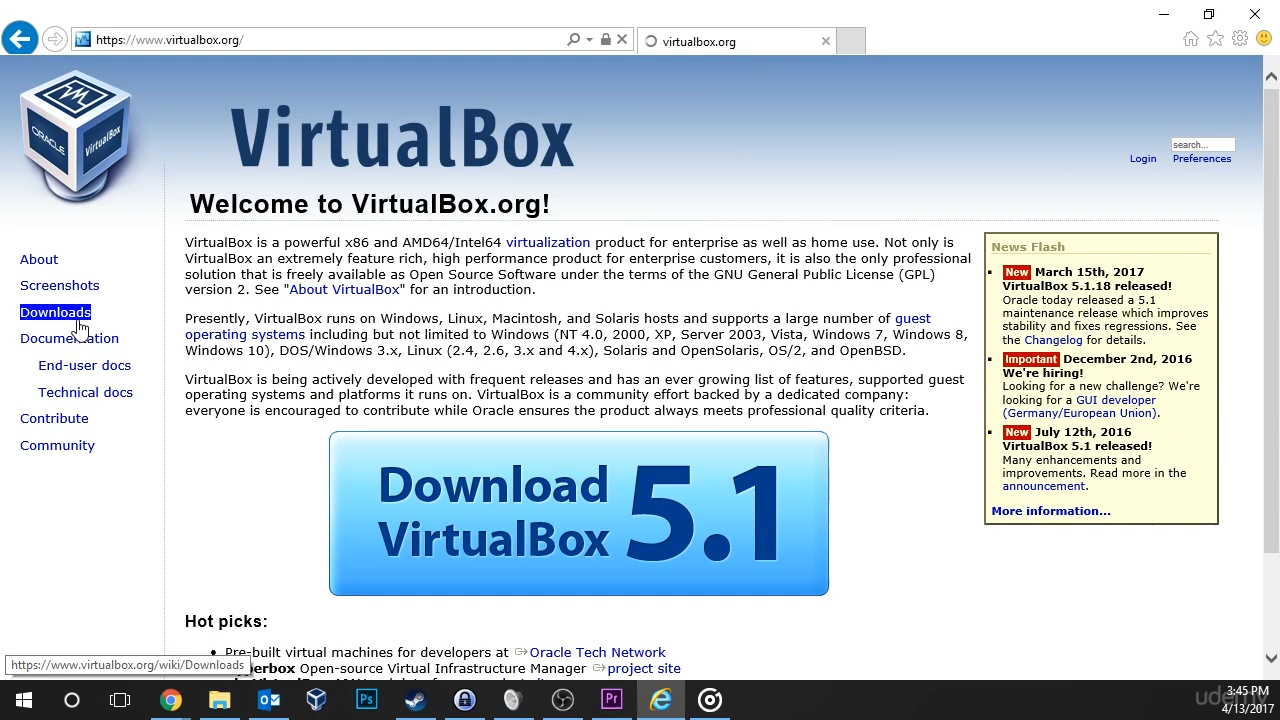 https://www.virtualbox.org/
virtualbox.org
ORACLE
VirtualBox
VirtualBox
search...
Login
Preferences
Welcome to VirtualBox.org!
About
Screenshots
Downloads
Documentation
End-user docs
Technical docs
Contribute
Community
VirtualBox is a powerful x86 and AMD64/Intel64 virtualization product for enterprise as well as home use. Not only is
VirtualBox an extremely feature rich, high performance product for enterprise customers, it is also the only professional
solution that is freely available as Open Source Software under the terms of the GNU General Public License (GPL)
version 2. See "About VirtualBox" for an introduction.
Presently, VirtualBox runs on Windows, Linux, Macintosh, and Solaris hosts and supports a large number of guest
operating systems including but not limited to Windows (NT 4.0, 2000, XP, Server 2003, Vista, Windows 7, Windows 8,
Windows 10), DOS/Windows 3.x, Linux (2.4, 2.6, 3.x and 4.x), Solaris and OpenSolaris, OS/2, and OpenBSD.
VirtualBox is being actively developed with frequent releases and has an ever growing list of features, supported guest
operating systems and platforms it runs on. VirtualBox is a community effort backed by a dedicated company:
everyone is encouraged to contribute while Oracle ensures the product always meets professional quality criteria.
Download
VirtualBox
5.1
News Flash
New March 15th, 2017
VirtualBox 5.1.18 released!
Oracle today released a 5.1
maintenance release which improves
stability and fixes regressions. See
the Changelog for details.
Important December 2nd, 2016
We're hiring!
Looking for a new challenge? We're
looking for a GUI developer
(Germany/European Union).
New July 12th, 2016
VirtualBox 5.1 released!
Many enhancements and
improvements. Read more in the
announcement.
More information...
Hot picks:
Pre-built virtual machines for developers at Oracle Tech Network
Open-source Virtual Infrastructure Manager project site
https://www.virtualbox.org/wiki/Downloads
Ps
Pr
udemy
3:45 PM
4/13/2017